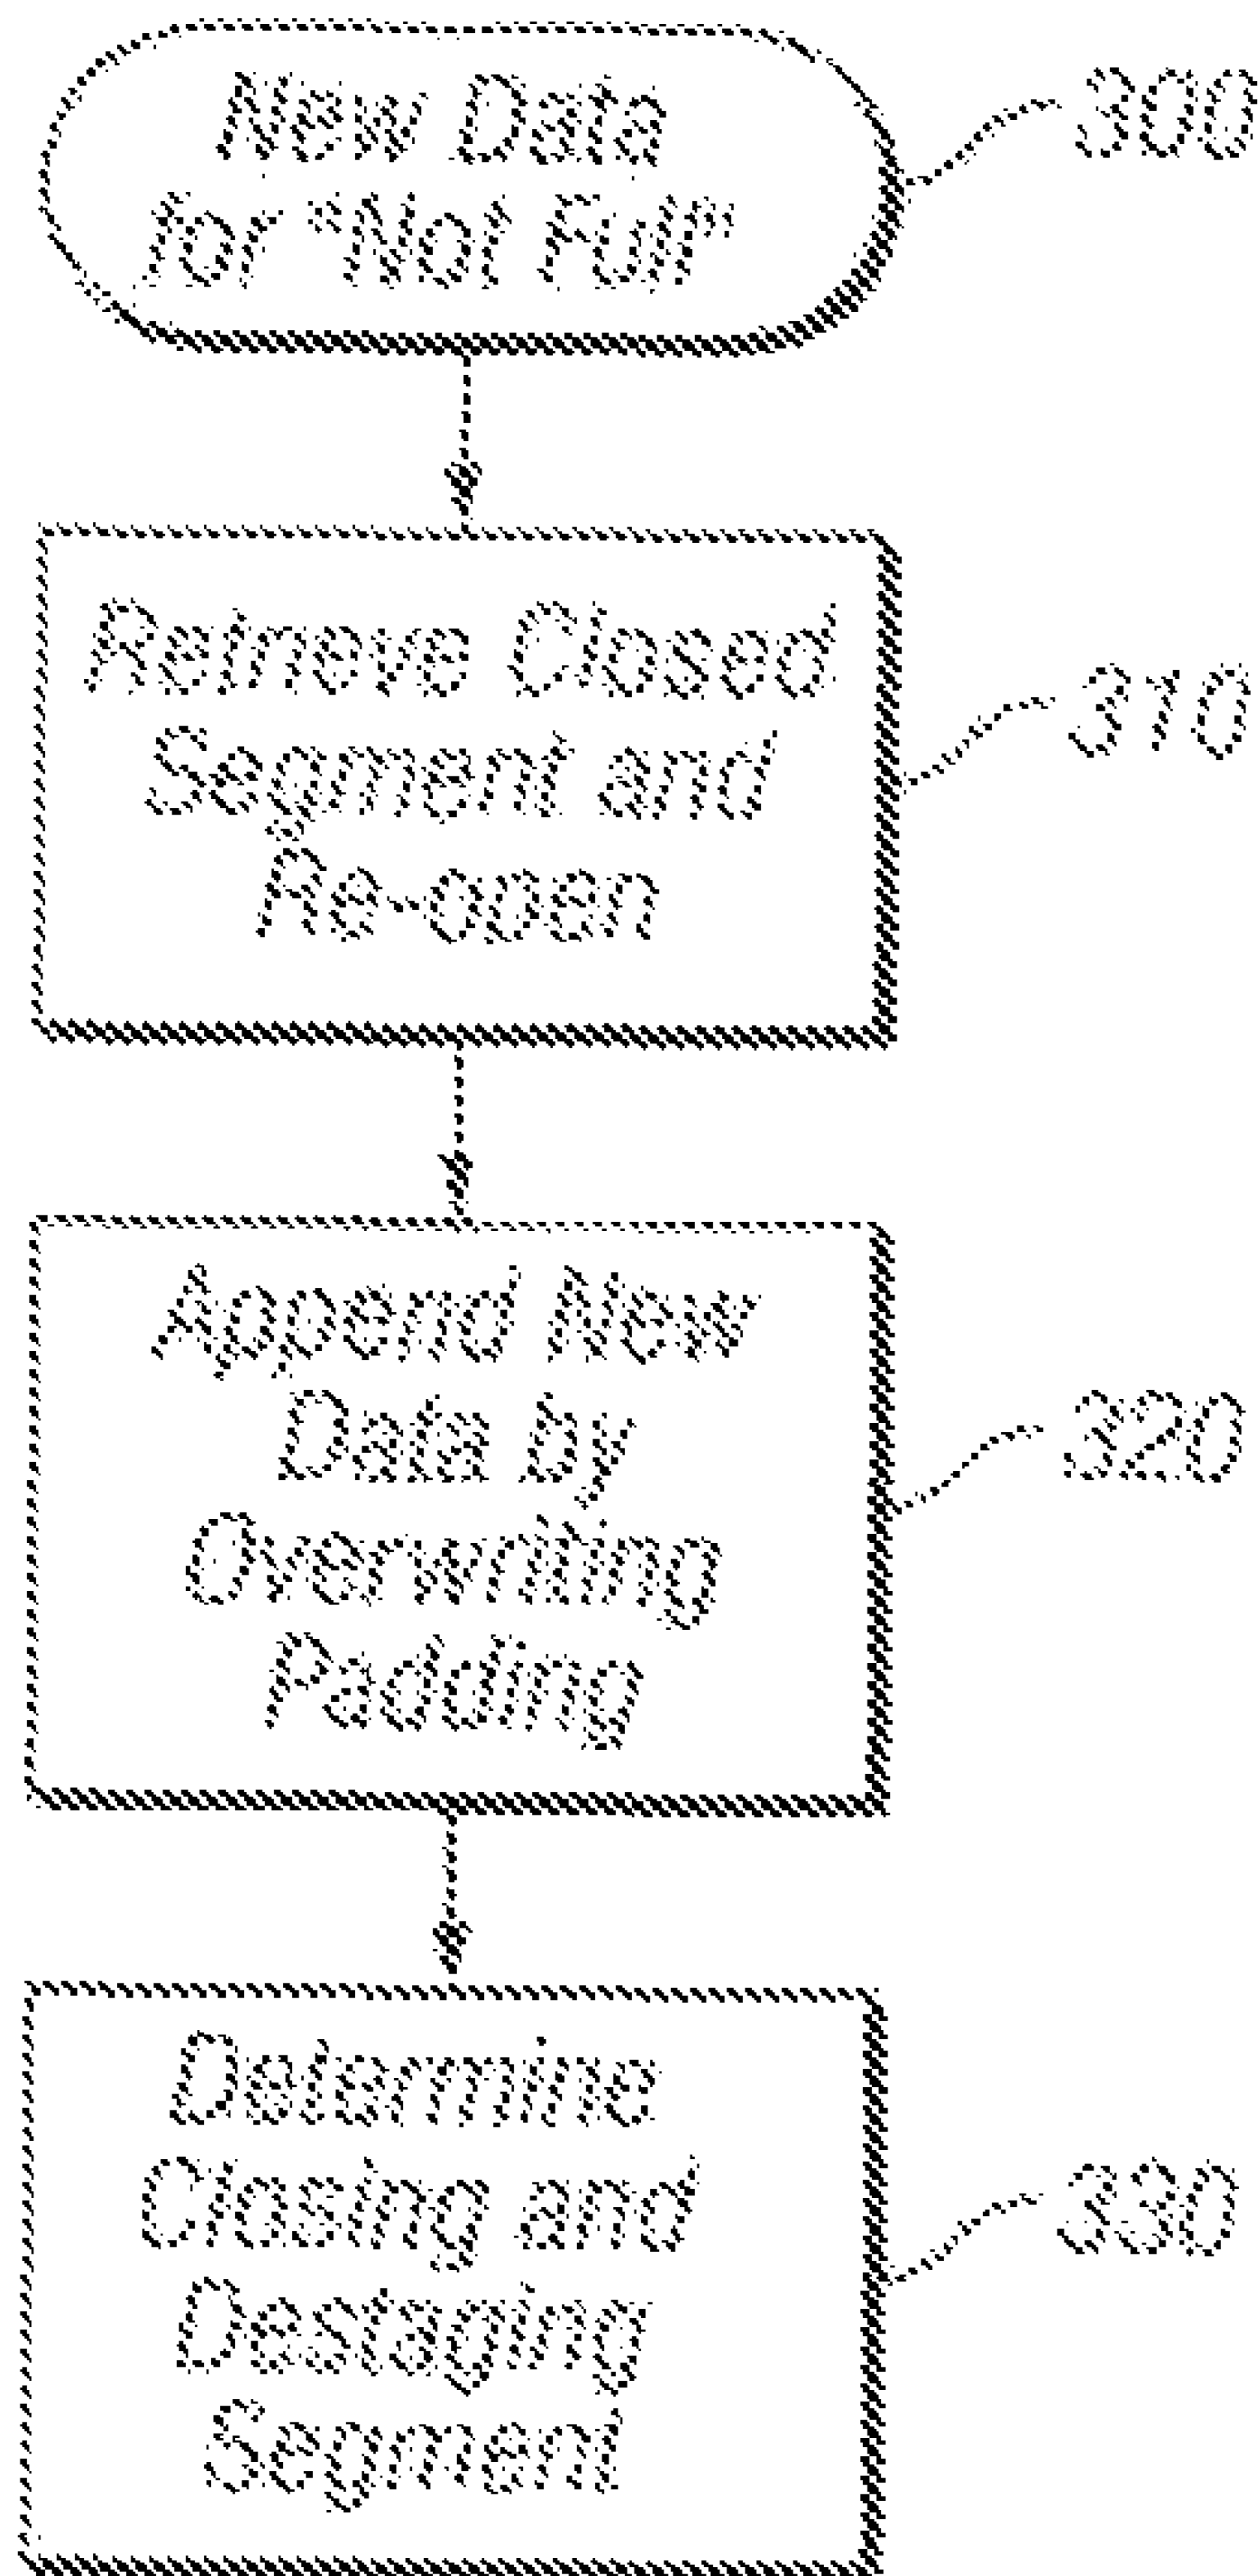 New Data
for "Not Full"
300
Retrieve Closed
Segment and
Re-open
310
Append New
Data by
Overwriting
Padding
320
Determine
Closing and
Destaging
Segment
330